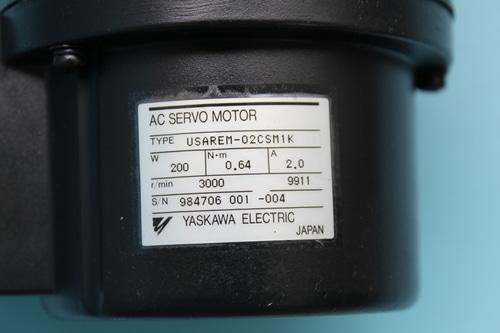 AC SERVO MOTOR
TYPE USAREM-02CSM1K
W 200 N·m 0.64 A 2.0
r/min 3000 9911
S/N 984706 001 -004
YASKAWA ELECTRIC
JAPAN